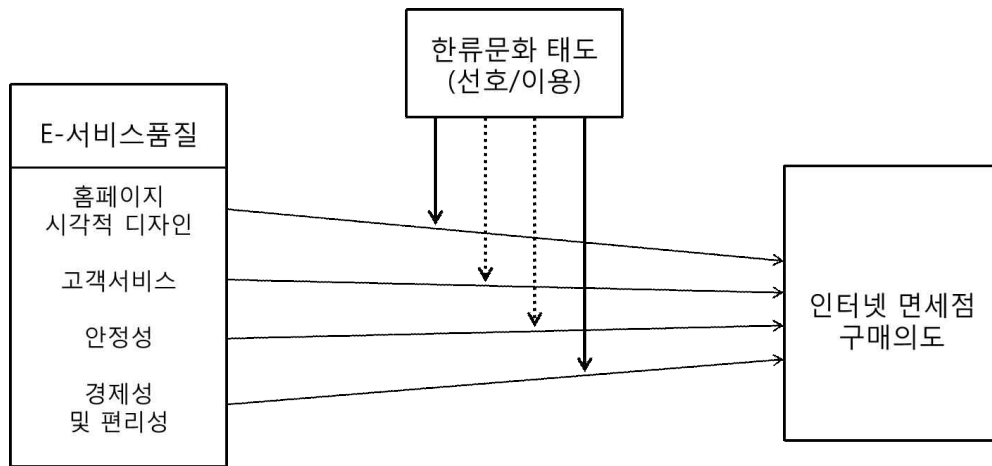 한류문화 태도
(선호/이용)
E-서비스품질
홈페이지
시각적 디자인
고객서비스
안정성
경제성
및 편리성
인터넷 면세점
구매의도